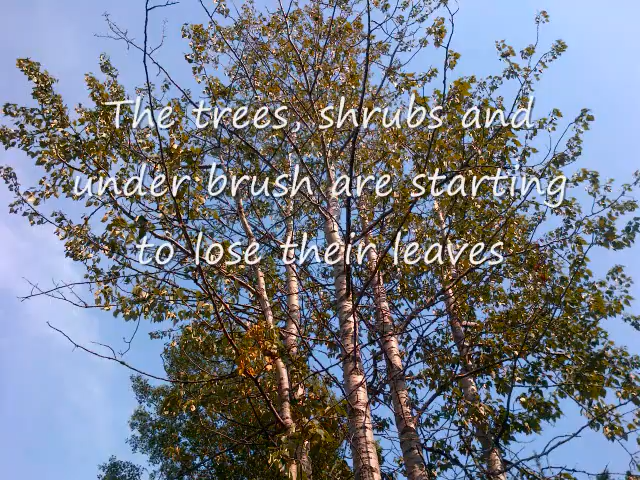 The trees, shrubs and
under brush are starting
to lose their leaves